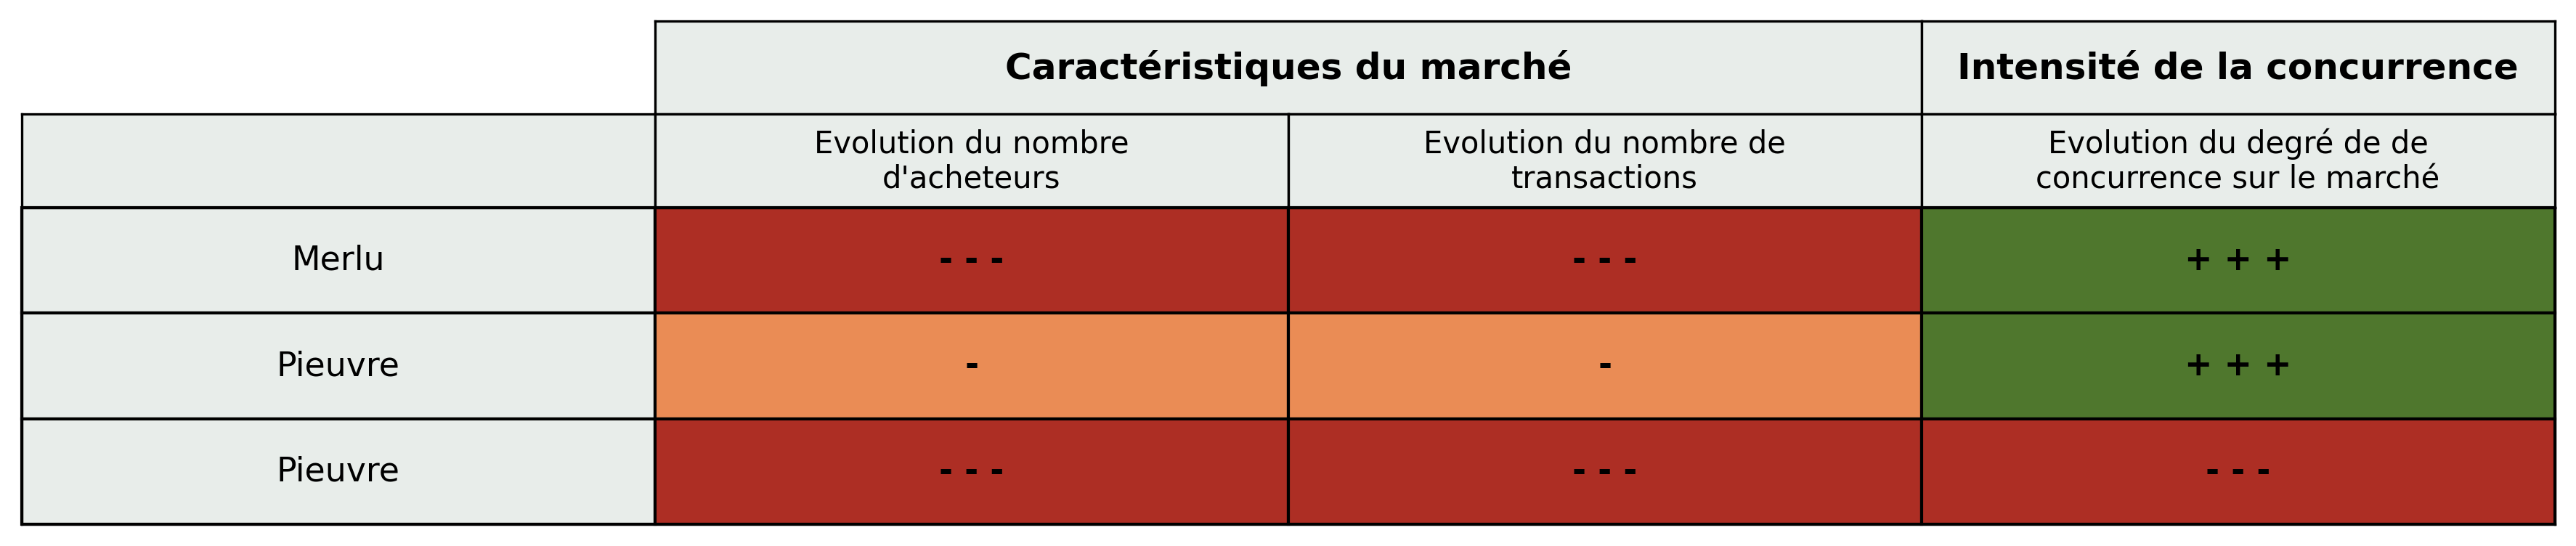 Caractéristiques du marché
Intensité de la concurrence
Evolution du nombre
d'acheteurs
Evolution du nombre de
transactions
Evolution du degré de de
concurrence sur le marché
Merlu
- - -
- - -
+ + +
Pieuvre
-
-
+ + +
Pieuvre
- - -
- - -
- - -